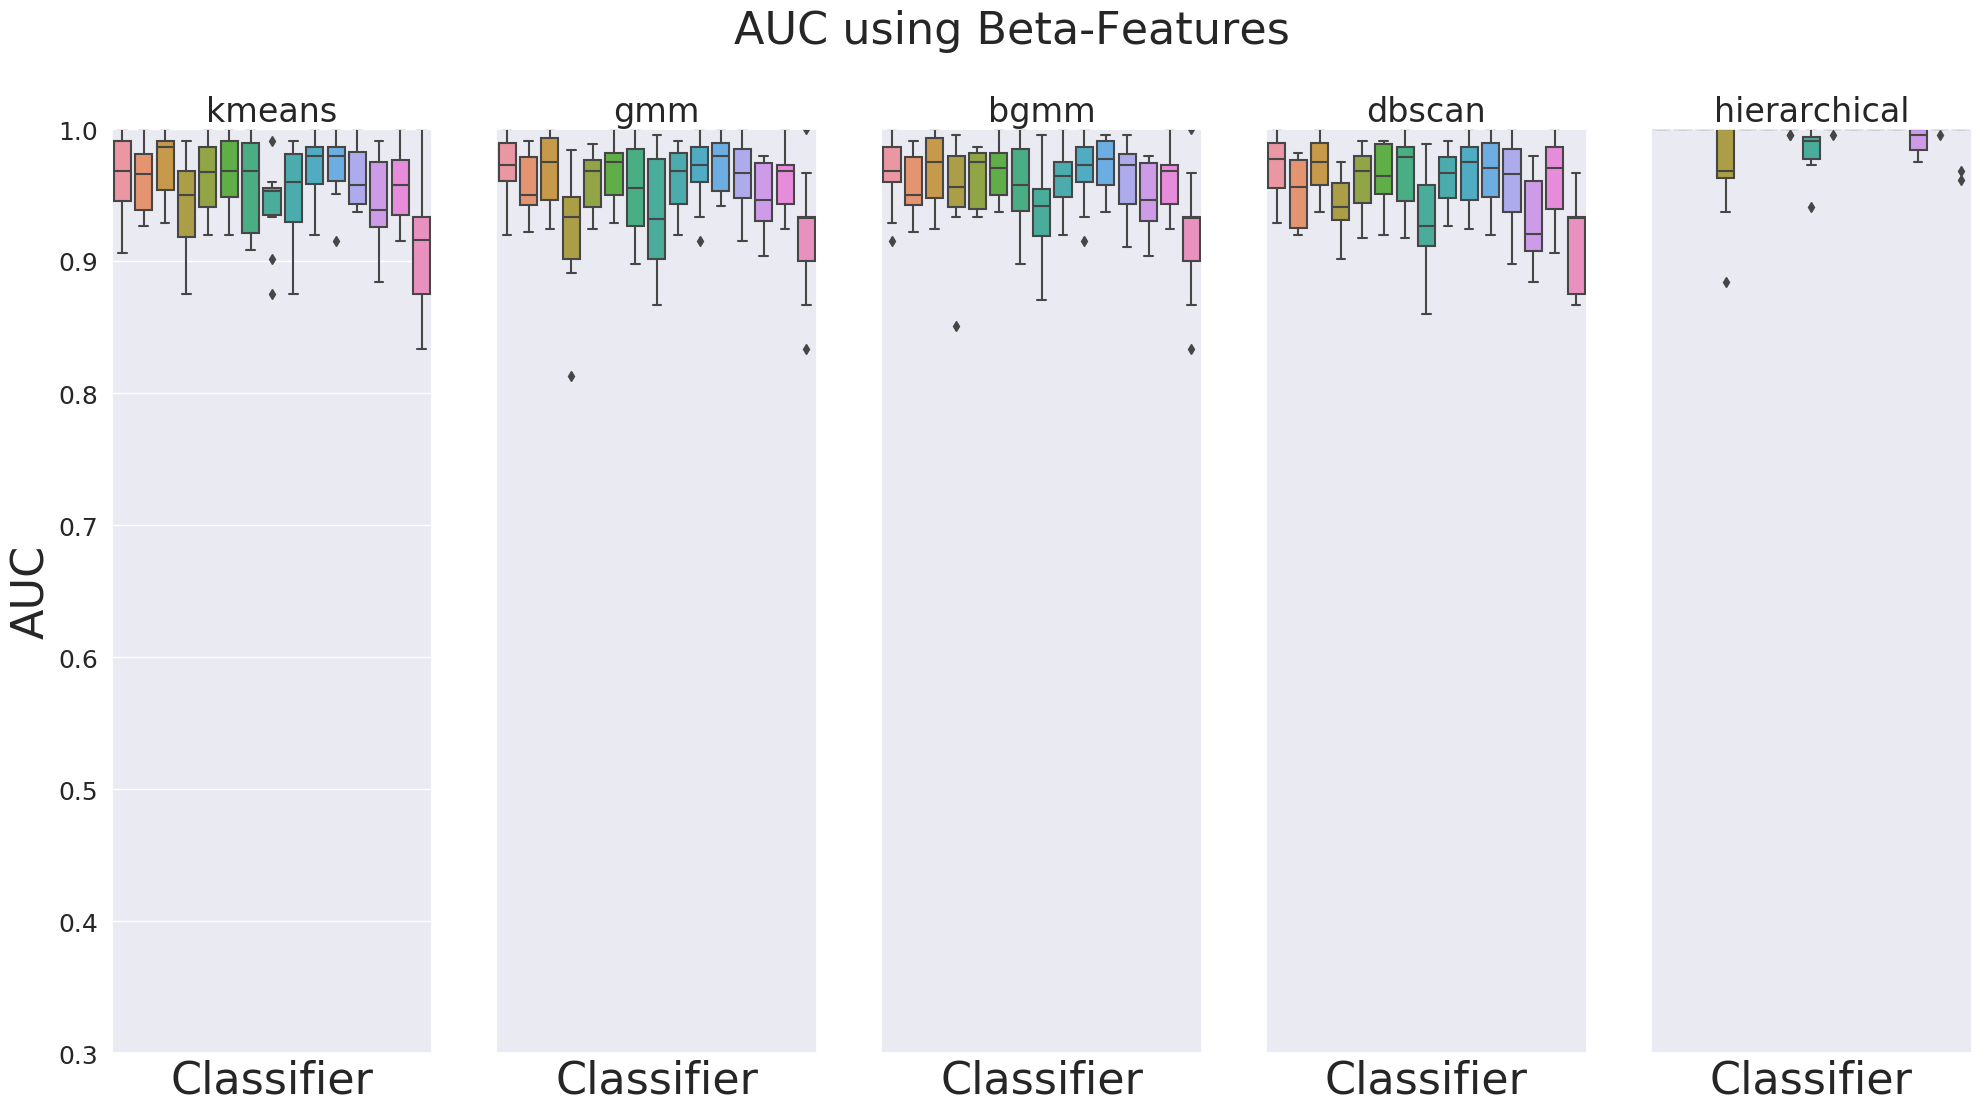 AUC using Beta-Features
kmeans
gmm
bgmm
dbscan
hierarchical
1.0
0.9
0.8
0.7
0.6
0.5
0.4
0.3
AUC
Classifier
Classifier
Classifier
Classifier
Classifier